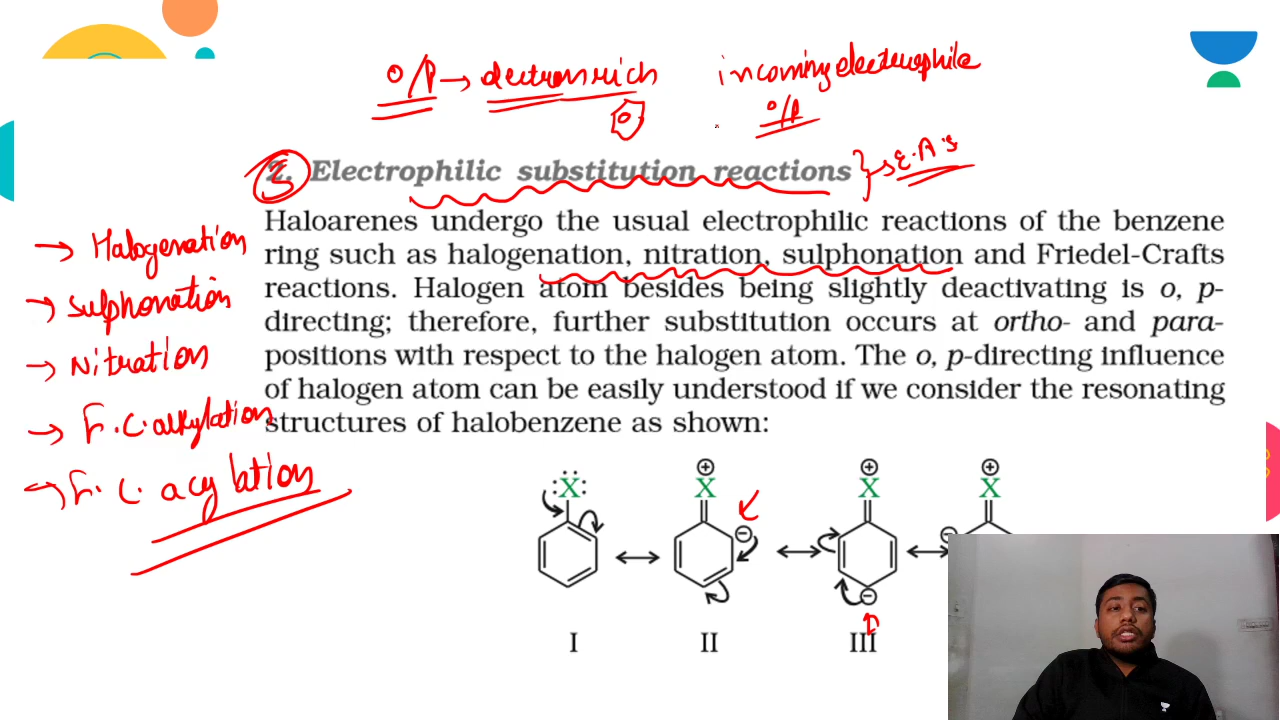 O/P → electron rich incoming electrophile
O O/P
2. Electrophilic substitution reactions → E.A.S
Haloarenes undergo the usual electrophilic reactions of the benzene
ring such as halogenation, nitration, sulphonation and Friedel-Crafts
reactions. Halogen atom besides being slightly deactivating is o, p-
directing; therefore, further substitution occurs at ortho- and para-
positions with respect to the halogen atom. The o, p-directing influence
of halogen atom can be easily understood if we consider the resonating
structures of halobenzene as shown:
→ Halogenation
→ Sulphonation
→ Nitration
→ F.C. alkylation
→ F.C. acylation
:X: ⊕ X ⊕ X ⊕ X
⊖ ⊖ ⊖
I II III